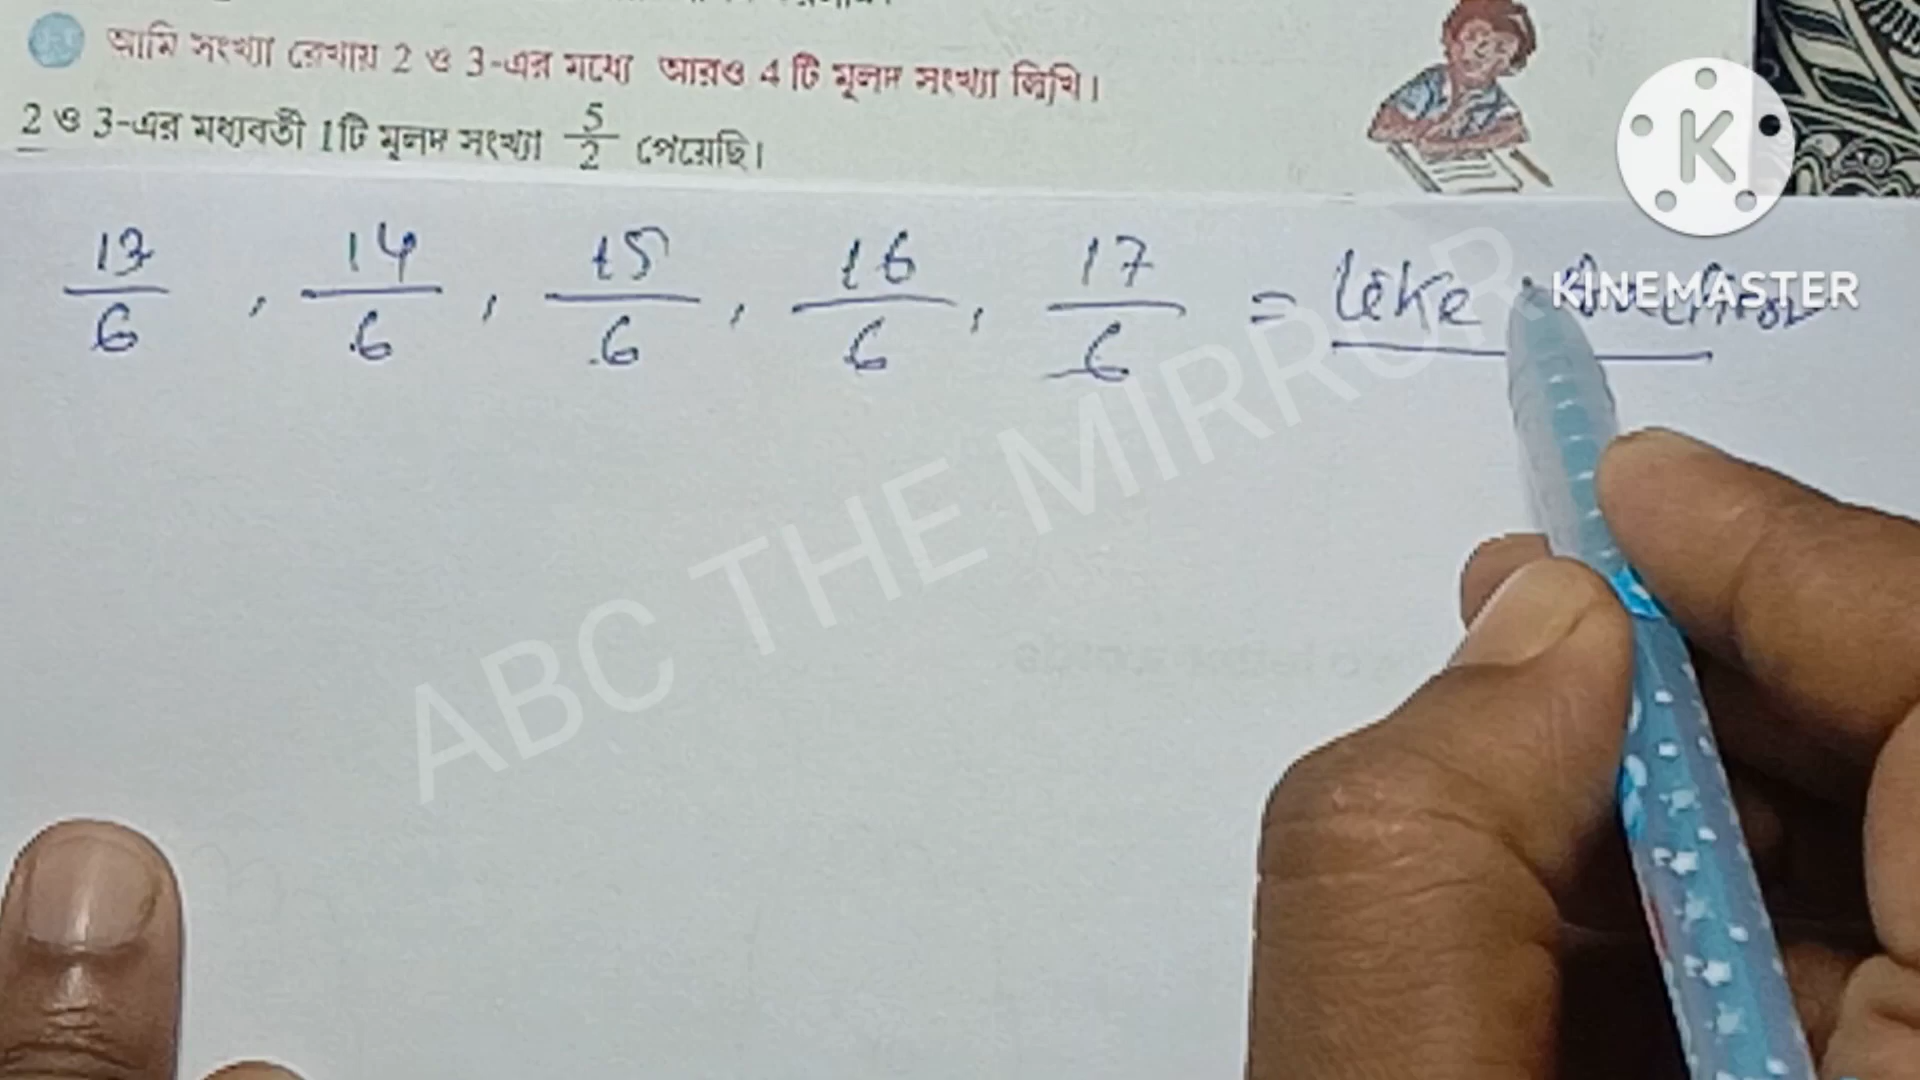 আমি সংখ্যা রেখায় 2 ও 3-এর মধ্যে আরও 4 টি মূলদ সংখ্যা লিখি।
2 ও 3-এর মধ্যবর্তী 1টি মূলদ সংখ্যা 5/2 পেয়েছি।
13/6 , 14/6 , 15/6 , 16/6 , 17/6 = like
K
KINEMASTER
ABC THE MIRROR